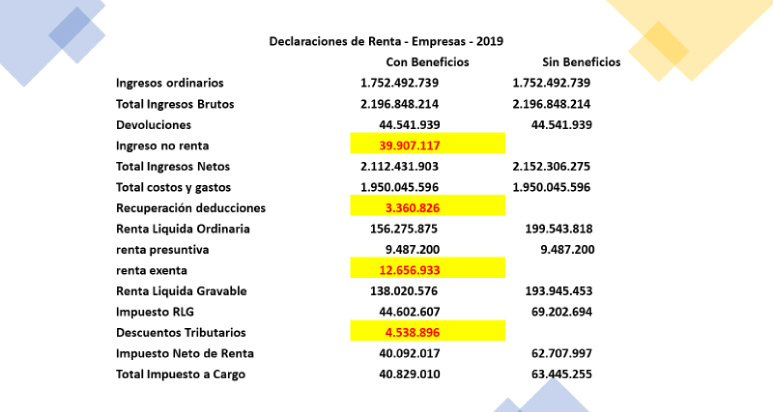 Declaraciones de Renta - Empresas - 2019
Con Beneficios Sin Beneficios
Ingresos ordinarios 1.752.492.739 1.752.492.739
Total Ingresos Brutos 2.196.848.214 2.196.848.214
Devoluciones 44.541.939 44.541.939
Ingreso no renta 39.907.117
Total Ingresos Netos 2.112.431.903 2.152.306.275
Total costos y gastos 1.950.045.596 1.950.045.596
Recuperación deducciones 3.360.826
Renta Liquida Ordinaria 156.275.875 199.543.818
renta presuntiva 9.487.200 9.487.200
renta exenta 12.656.933
Renta Liquida Gravable 138.020.576 193.945.453
Impuesto RLG 44.602.607 69.202.694
Descuentos Tributarios 4.538.896
Impuesto Neto de Renta 40.092.017 62.707.997
Total Impuesto a Cargo 40.829.010 63.445.255